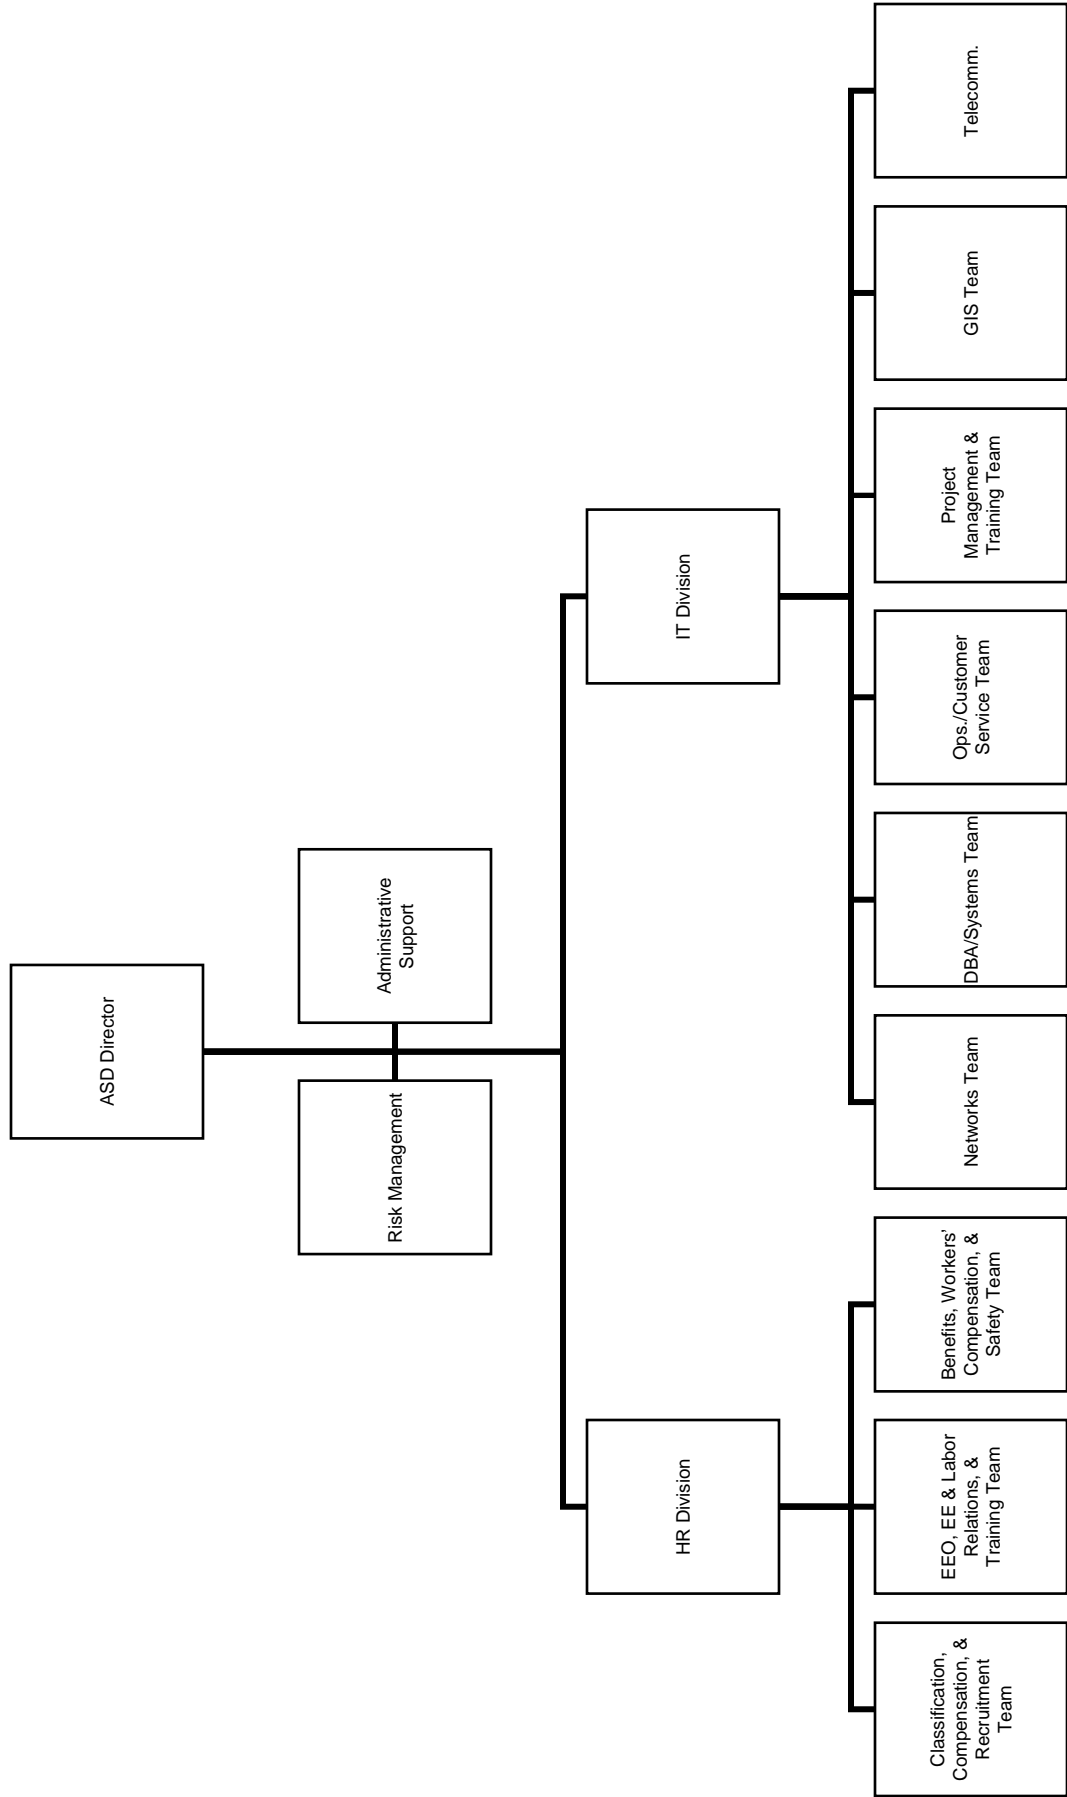 ASD Director
Risk Management
Administrative
Support
HR Division
IT Division
Classification,
Compensation, &
Recruitment
Team
EEO, EE & Labor
Relations, &
Training Team
Benefits, Workers’
Compensation, &
Safety Team
Networks Team
DBA/Systems Team
Ops./Customer
Service Team
Project
Management &
Training Team
GIS Team
Telecomm.